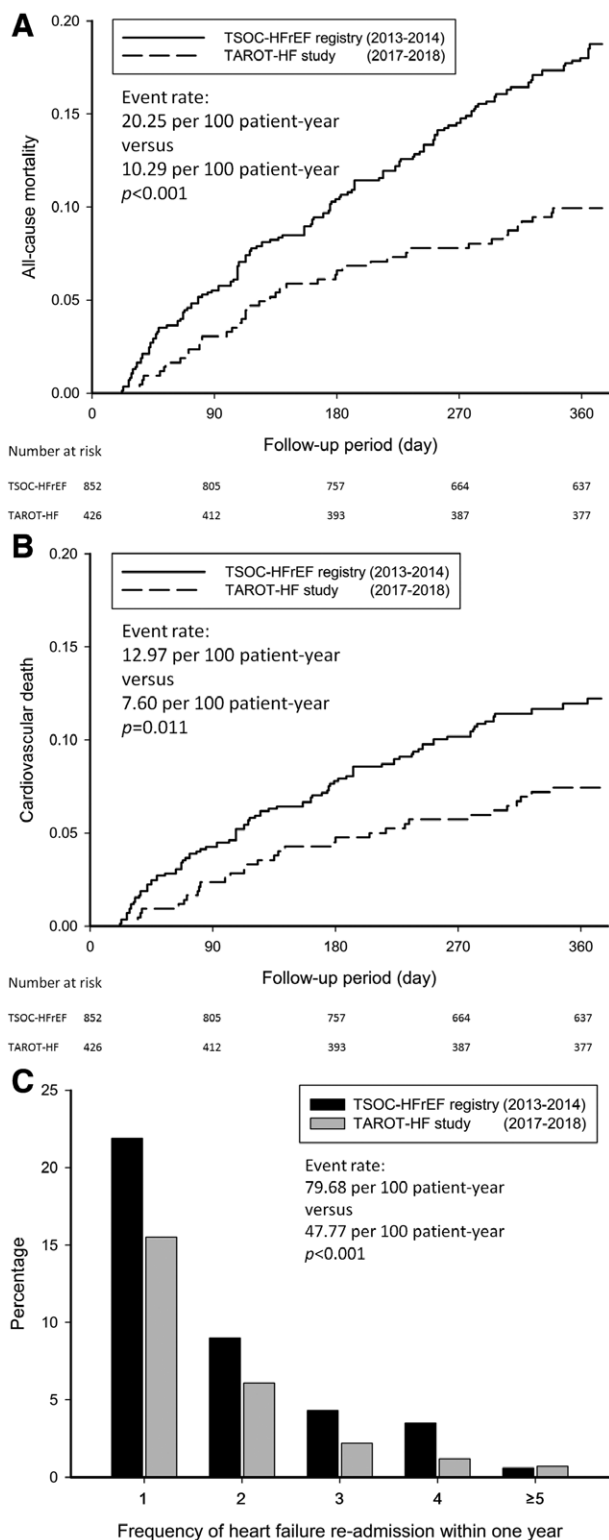 A
TSOC-HFrEF registry (2013-2014)
TAROT-HF study (2017-2018)
Event rate:
20.25 per 100 patient-year
versus
10.29 per 100 patient-year
p<0.001
All-cause mortality
0.20
0.15
0.10
0.05
0.00
0 90 180 270 360
Follow-up period (day)
Number at risk
TSOC-HFrEF 852 805 757 664 637
TAROT-HF 426 412 393 387 377
B
TSOC-HFrEF registry (2013-2014)
TAROT-HF study (2017-2018)
Event rate:
12.97 per 100 patient-year
versus
7.60 per 100 patient-year
p=0.011
Cardiovascular death
0.20
0.15
0.10
0.05
0.00
0 90 180 270 360
Follow-up period (day)
Number at risk
TSOC-HFrEF 852 805 757 664 637
TAROT-HF 426 412 393 387 377
C
TSOC-HFrEF registry (2013-2014)
TAROT-HF study (2017-2018)
Event rate:
79.68 per 100 patient-year
versus
47.77 per 100 patient-year
p<0.001
Percentage
25
20
15
10
5
0
1 2 3 4 ≥5
Frequency of heart failure re-admission within one year